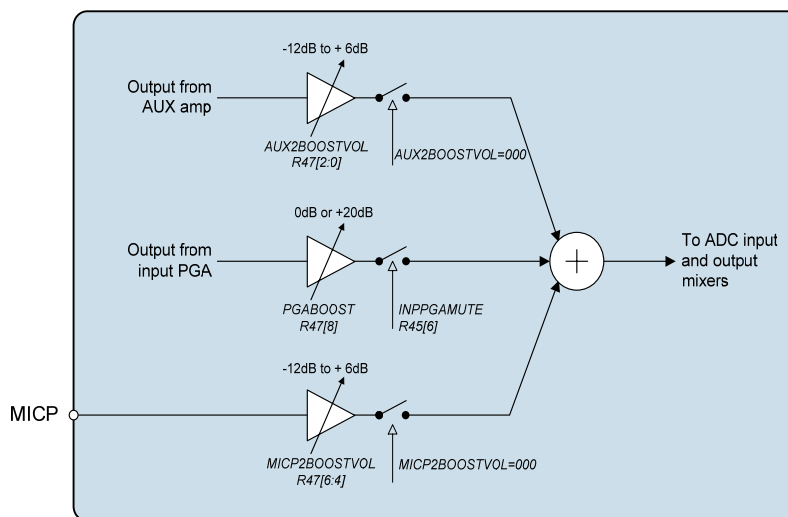 -12dB to + 6dB
Output from
AUX amp
AUX2BOOSTVOL
R47[2:0]
AUX2BOOSTVOL=000
0dB or +20dB
Output from
input PGA
PGABOOST
R47[8]
INPPGAMUTE
R45[6]
+
To ADC input
and output
mixers
-12dB to + 6dB
MICP
MICP2BOOSTVOL
R47[6:4]
MICP2BOOSTVOL=000